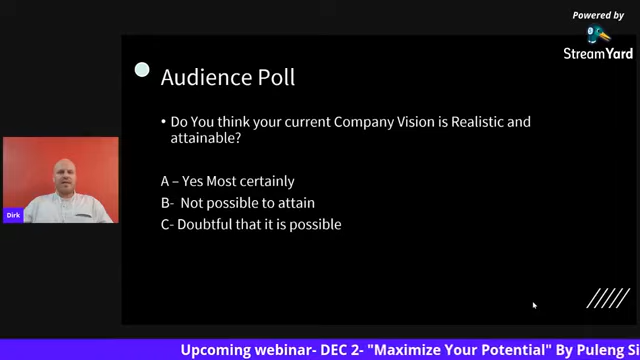 Powered by
StreamYard
Audience Poll
• Do You think your current Company Vision is Realistic and
attainable?
A – Yes Most certainly
B- Not possible to attain
C- Doubtful that it is possible
Dirk
Upcoming webinar- DEC 2- "Maximize Your Potential" By Puleng Si